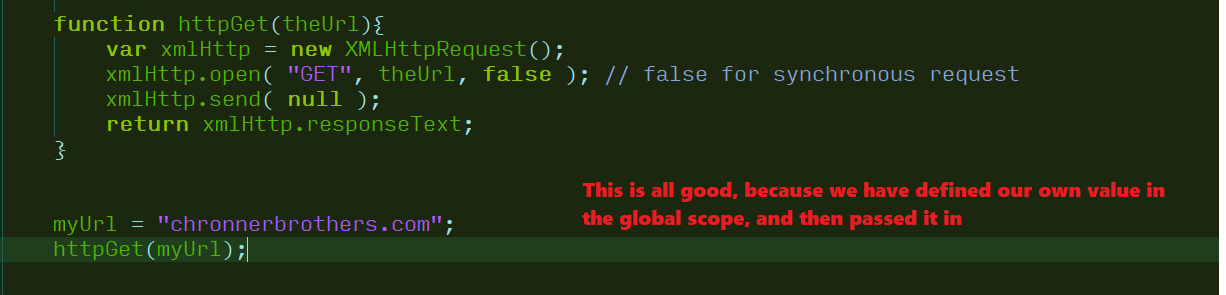 function httpGet(theUrl){
var xmlHttp = new XMLHttpRequest();
xmlHttp.open( "GET", theUrl, false ); // false for synchronous request
xmlHttp.send( null );
return xmlHttp.responseText;
}
This is all good, because we have defined our own value in
the global scope, and then passed it in
myUrl = "chronnerbrothers.com";
httpGet(myUrl);